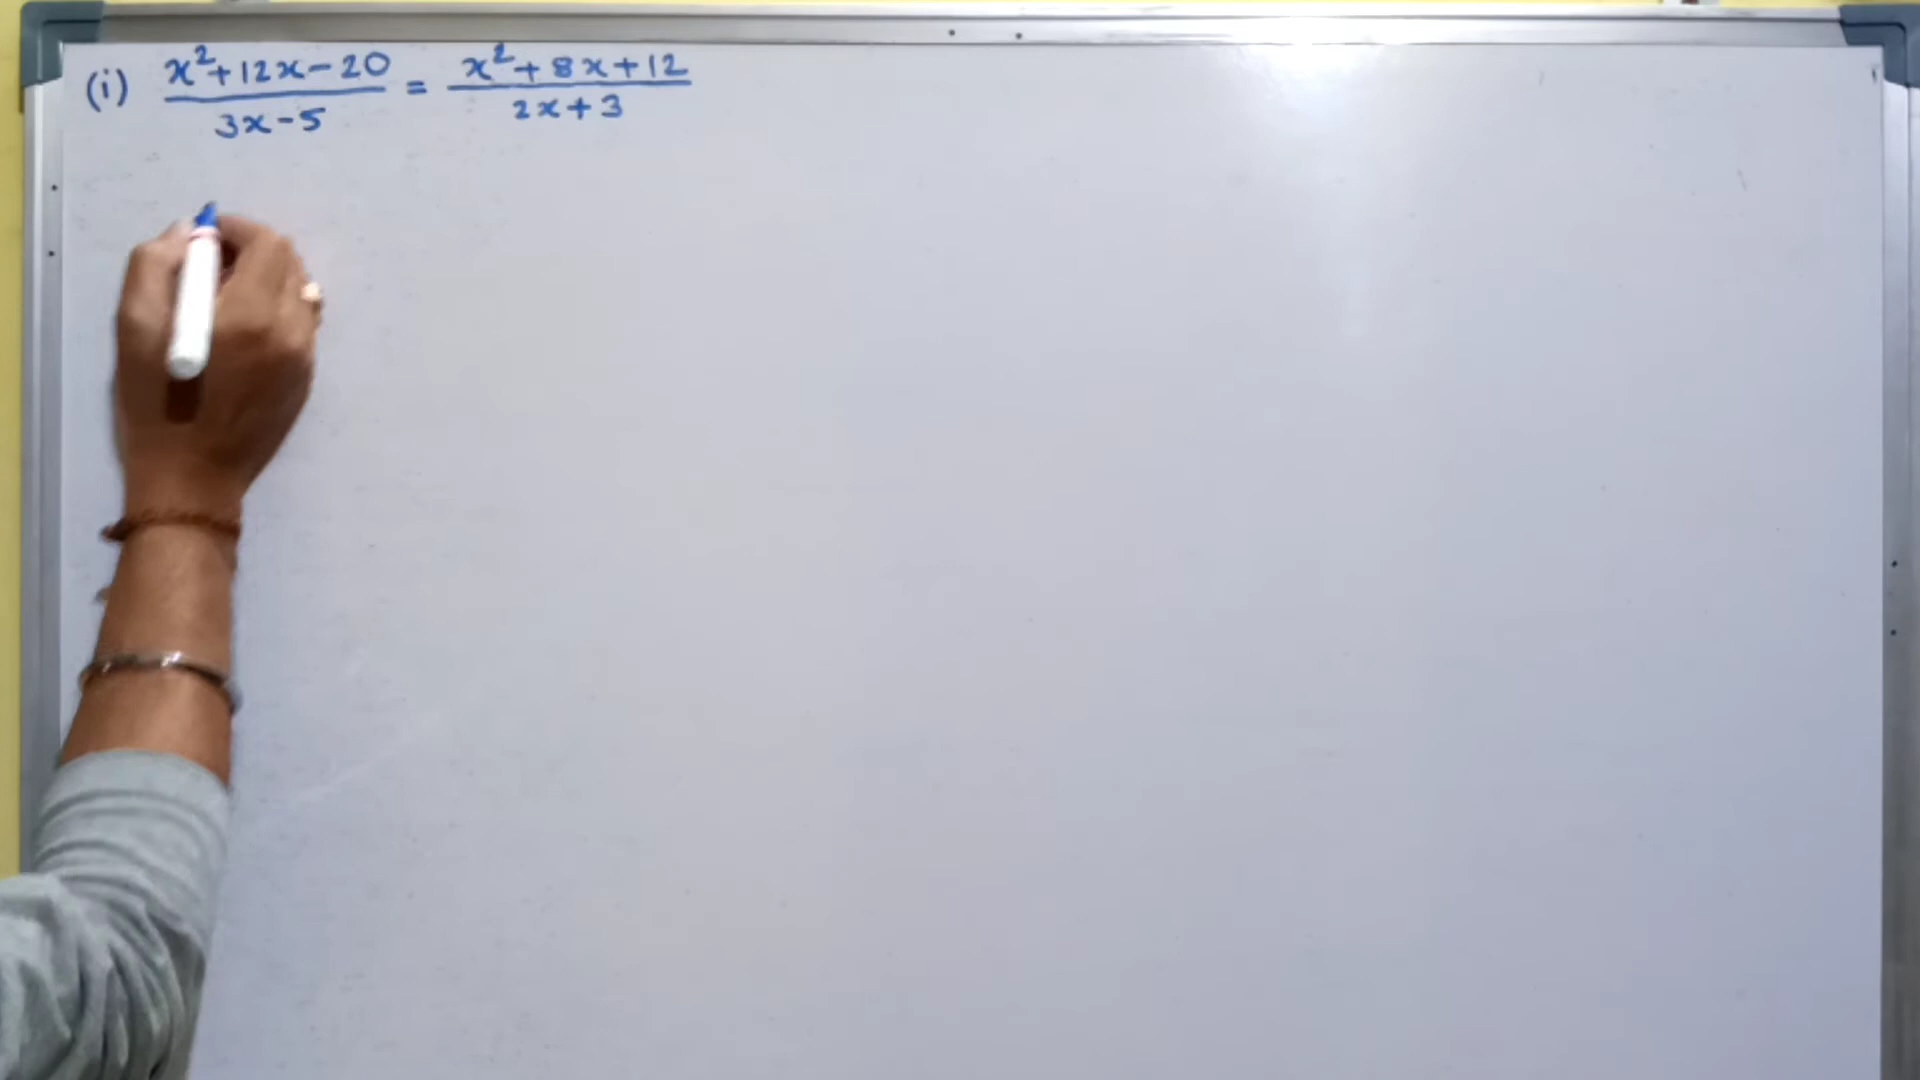 (i) x²+12x-20 / 3x-5 = x²+8x+12 / 2x+3